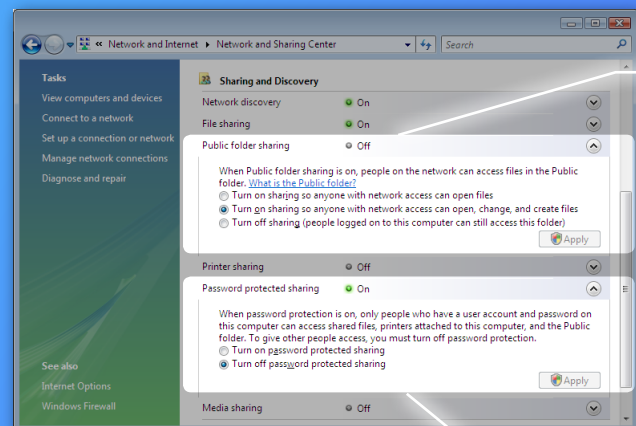 « Network and Internet ▸ Network and Sharing Center
Search
Tasks
View computers and devices
Connect to a network
Set up a connection or network
Manage network connections
Diagnose and repair
See also
Internet Options
Windows Firewall
Sharing and Discovery
Network discovery On
File sharing On
Public folder sharing Off
When Public folder sharing is on, people on the network can access files in the Public
folder. What is the Public folder?
Turn on sharing so anyone with network access can open files
Turn on sharing so anyone with network access can open, change, and create files
Turn off sharing (people logged on to this computer can still access this folder)
Apply
Printer sharing Off
Password protected sharing On
When password protection is on, only people who have a user account and password on
this computer can access shared files, printers attached to this computer, and the Public
folder. To give other people access, you must turn off password protection.
Turn on password protected sharing
Turn off password protected sharing
Apply
Media sharing Off